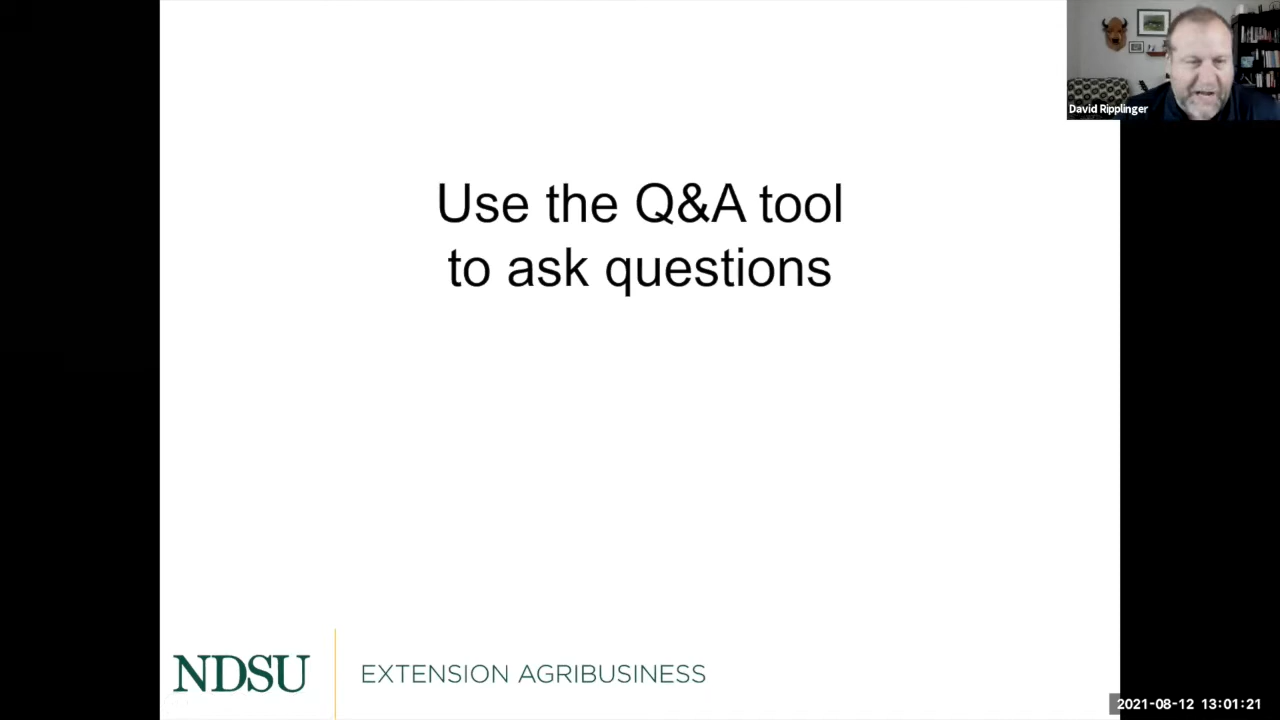 David Ripplinger
Use the Q&A tool
to ask questions
NDSU
EXTENSION AGRIBUSINESS
2021-08-12 13:01:21